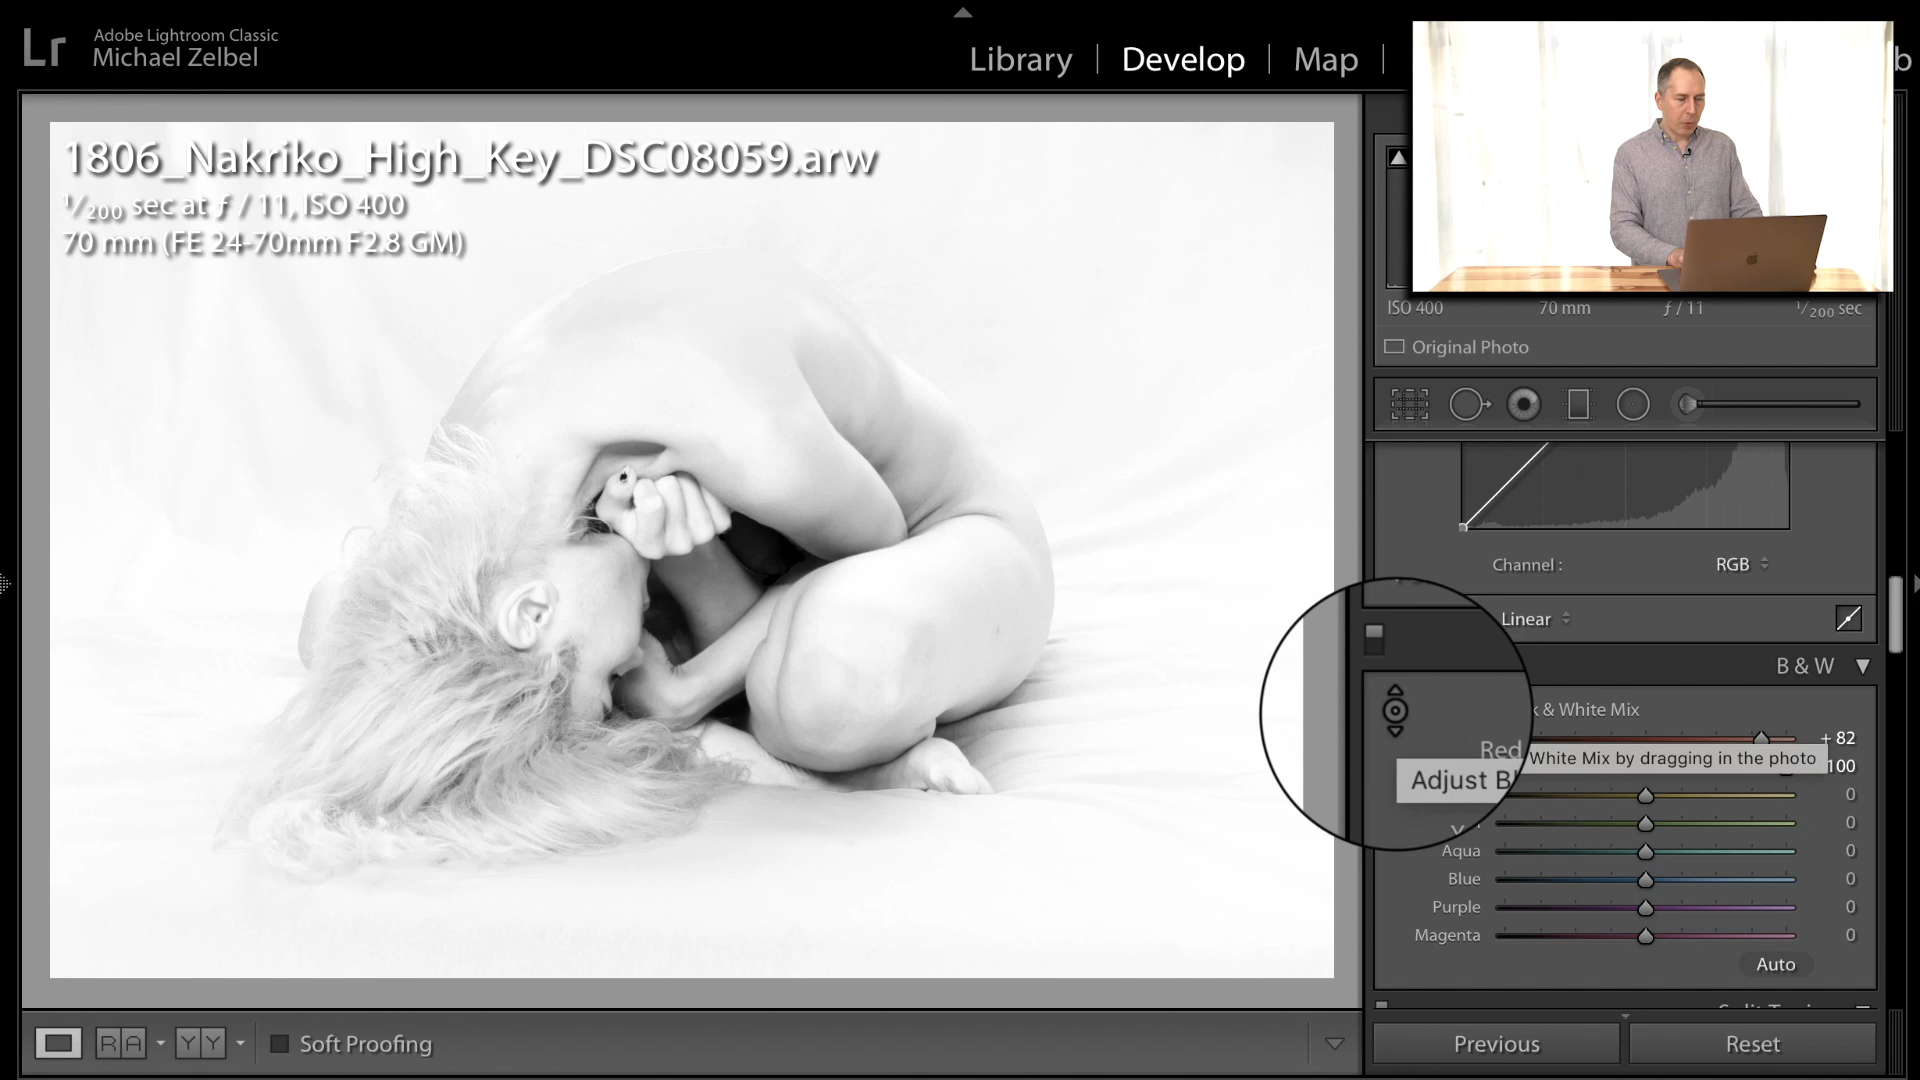 Lr
Adobe Lightroom Classic
Michael Zelbel
Library | Develop | Map |
b
1806_Nakriko_High_Key_DSC08059.arw
1/200 sec at ƒ / 11, ISO 400
70 mm (FE 24-70mm F2.8 GM)
ISO 400 70 mm ƒ / 11 1/200 sec
Original Photo
Channel : RGB
Linear
B & W
k & White Mix
Red + 82
Adjust Bl White Mix by dragging in the photo
100
0
Y 0
Aqua 0
Blue 0
Purple 0
Magenta 0
Auto
Previous Reset
R A Y Y Soft Proofing